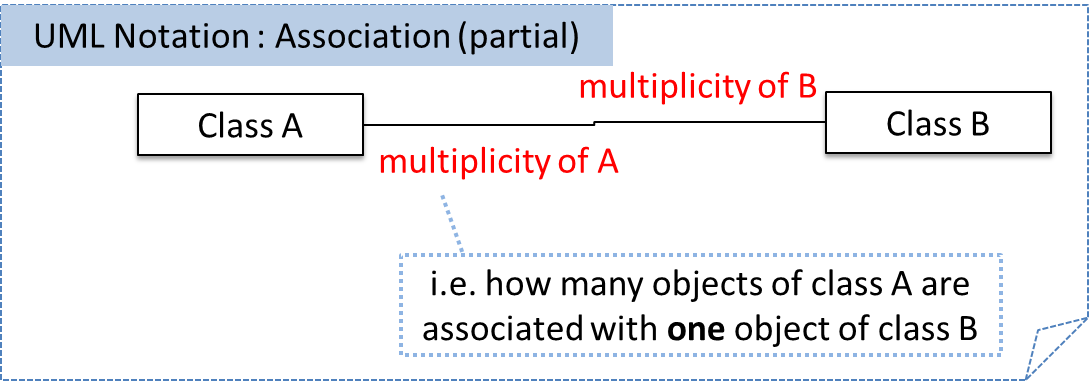 UML Notation : Association (partial)
multiplicity of B
Class A
Class B
multiplicity of A
i.e. how many objects of class A are
associated with one object of class B